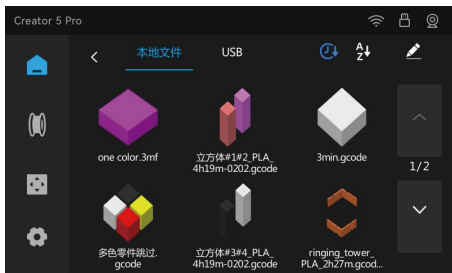 Creator 5 Pro
本地文件
USB
A
Z
one color.3mf
立方体#1#2_PLA_
4h19m-0202.gcode
3min.gcode
1/2
多色零件跳过.
gcode
立方体#3#4_PLA_
4h19m-0202.gcode
ringing_tower_
PLA_2h27m.gcod...